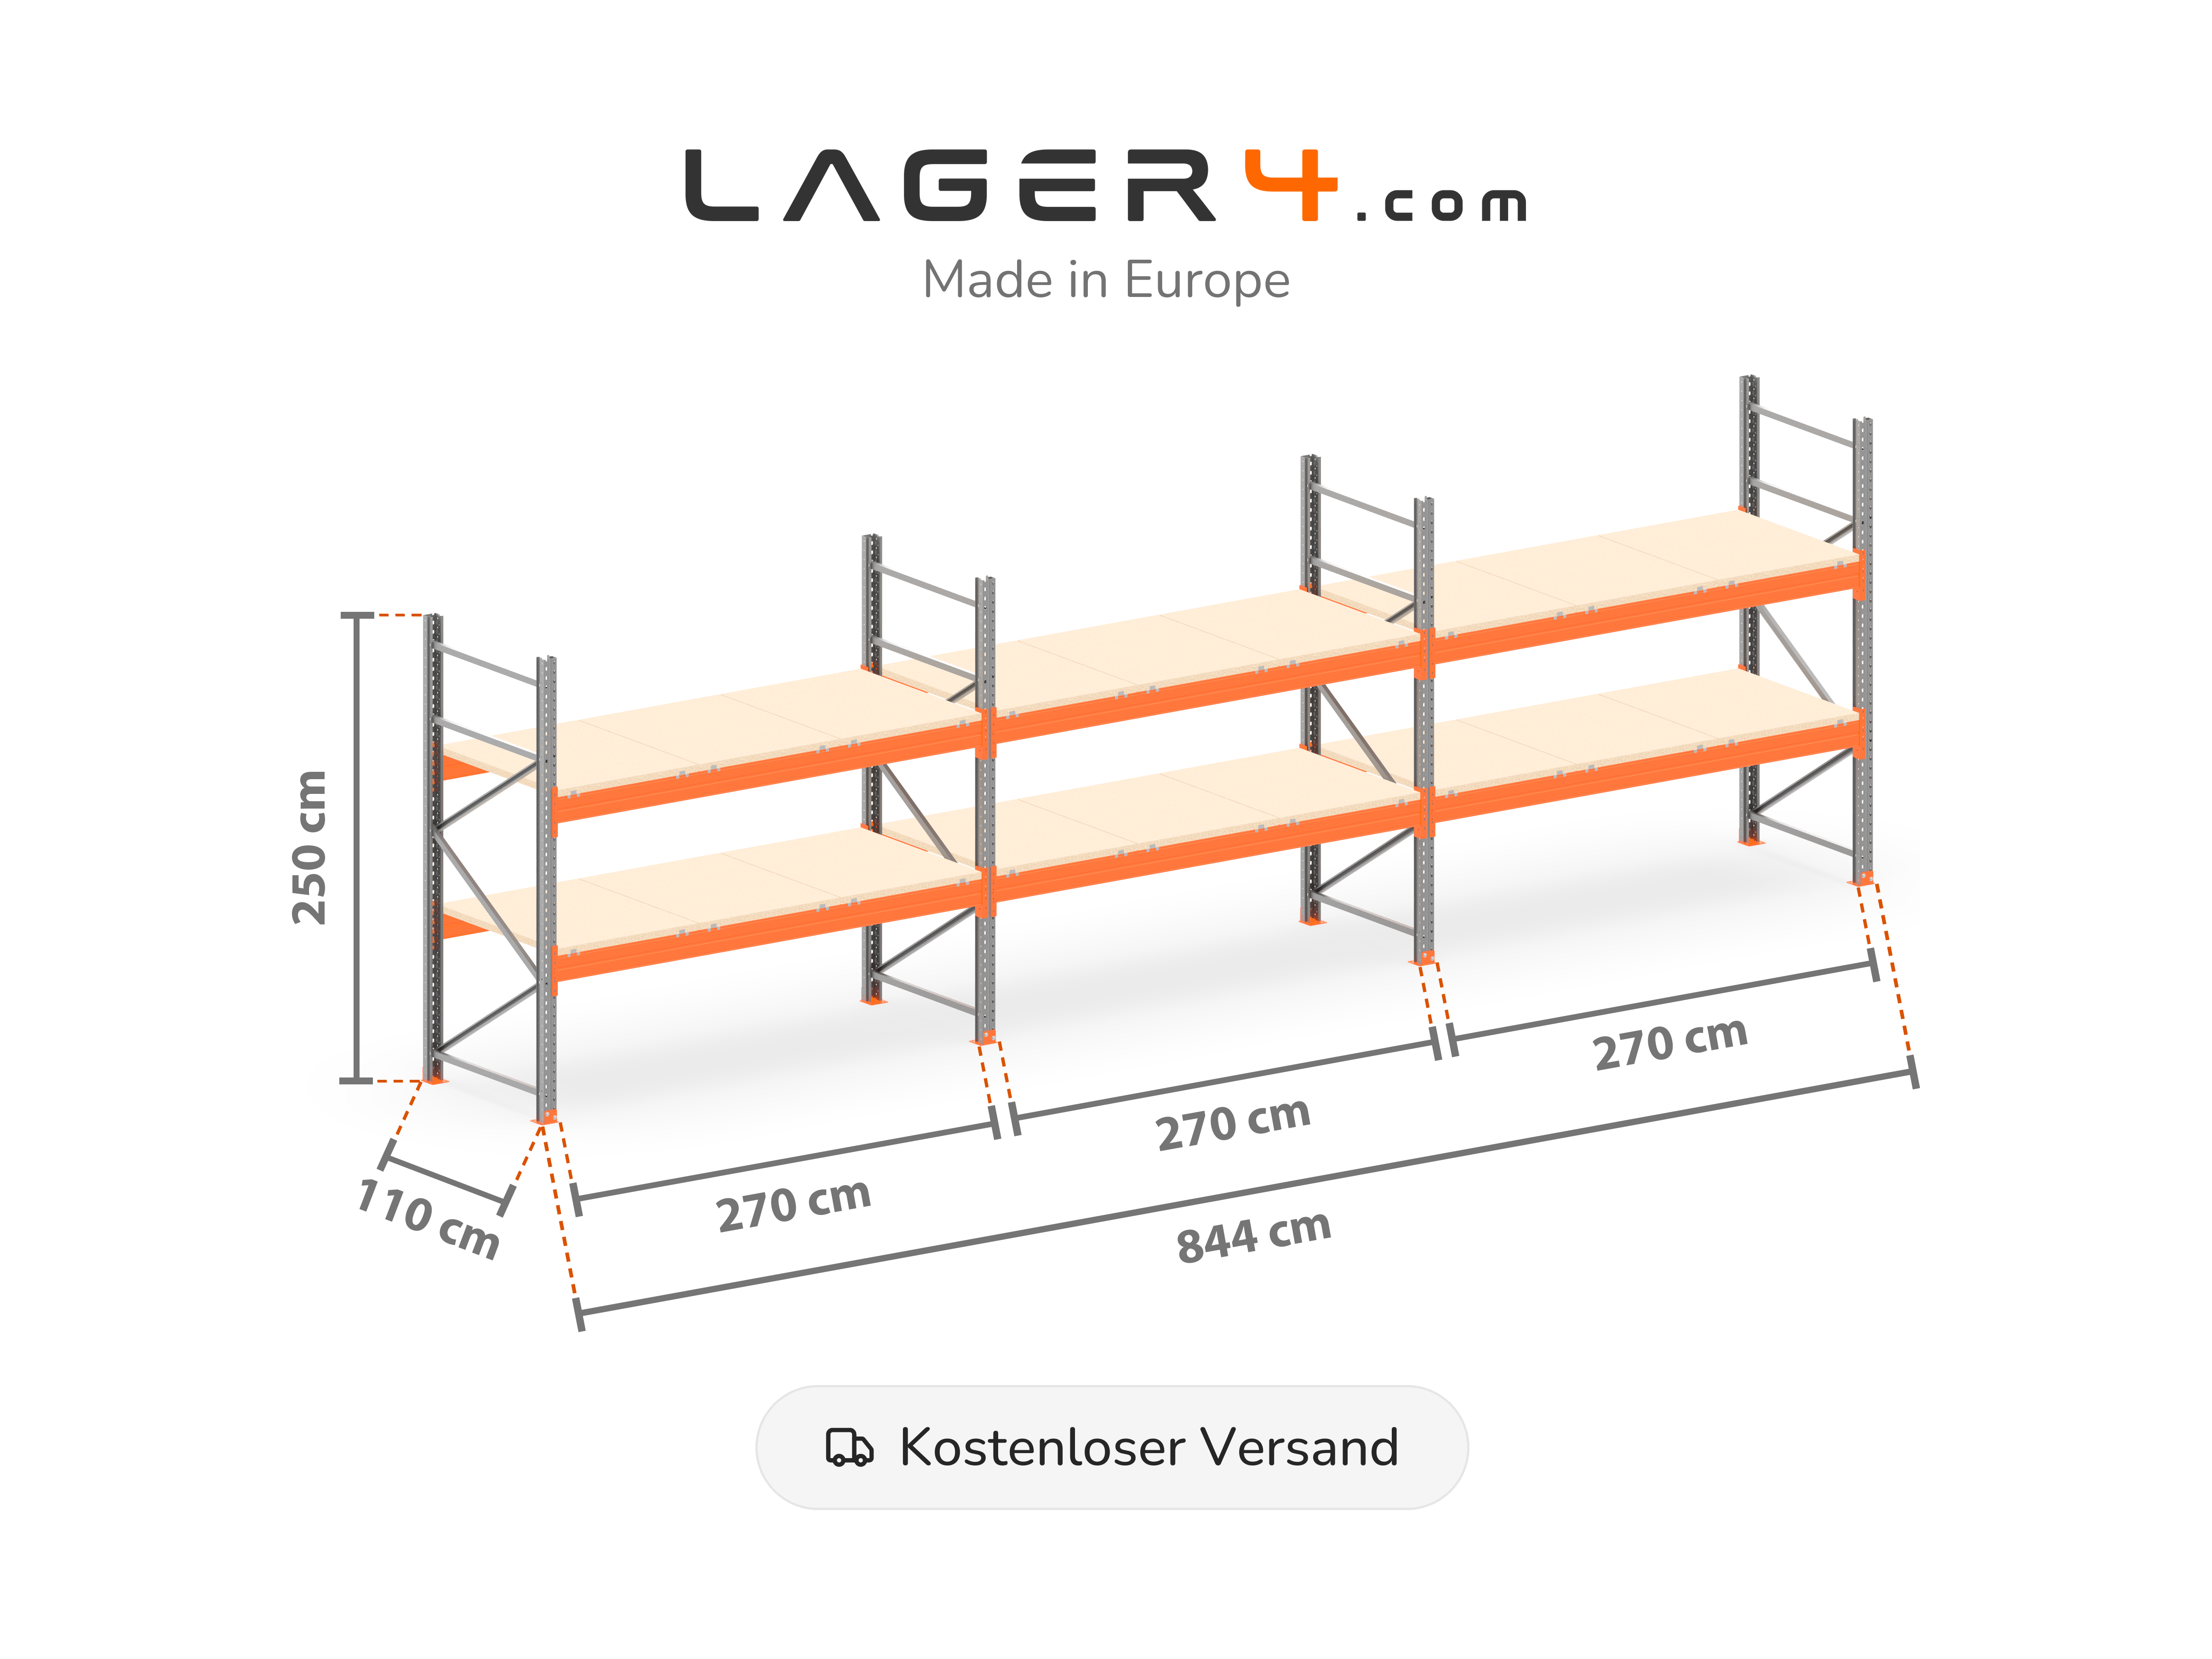 LAGER4.com
Made in Europe
250 cm
110 cm
270 cm
270 cm
270 cm
844 cm
Kostenloser Versand